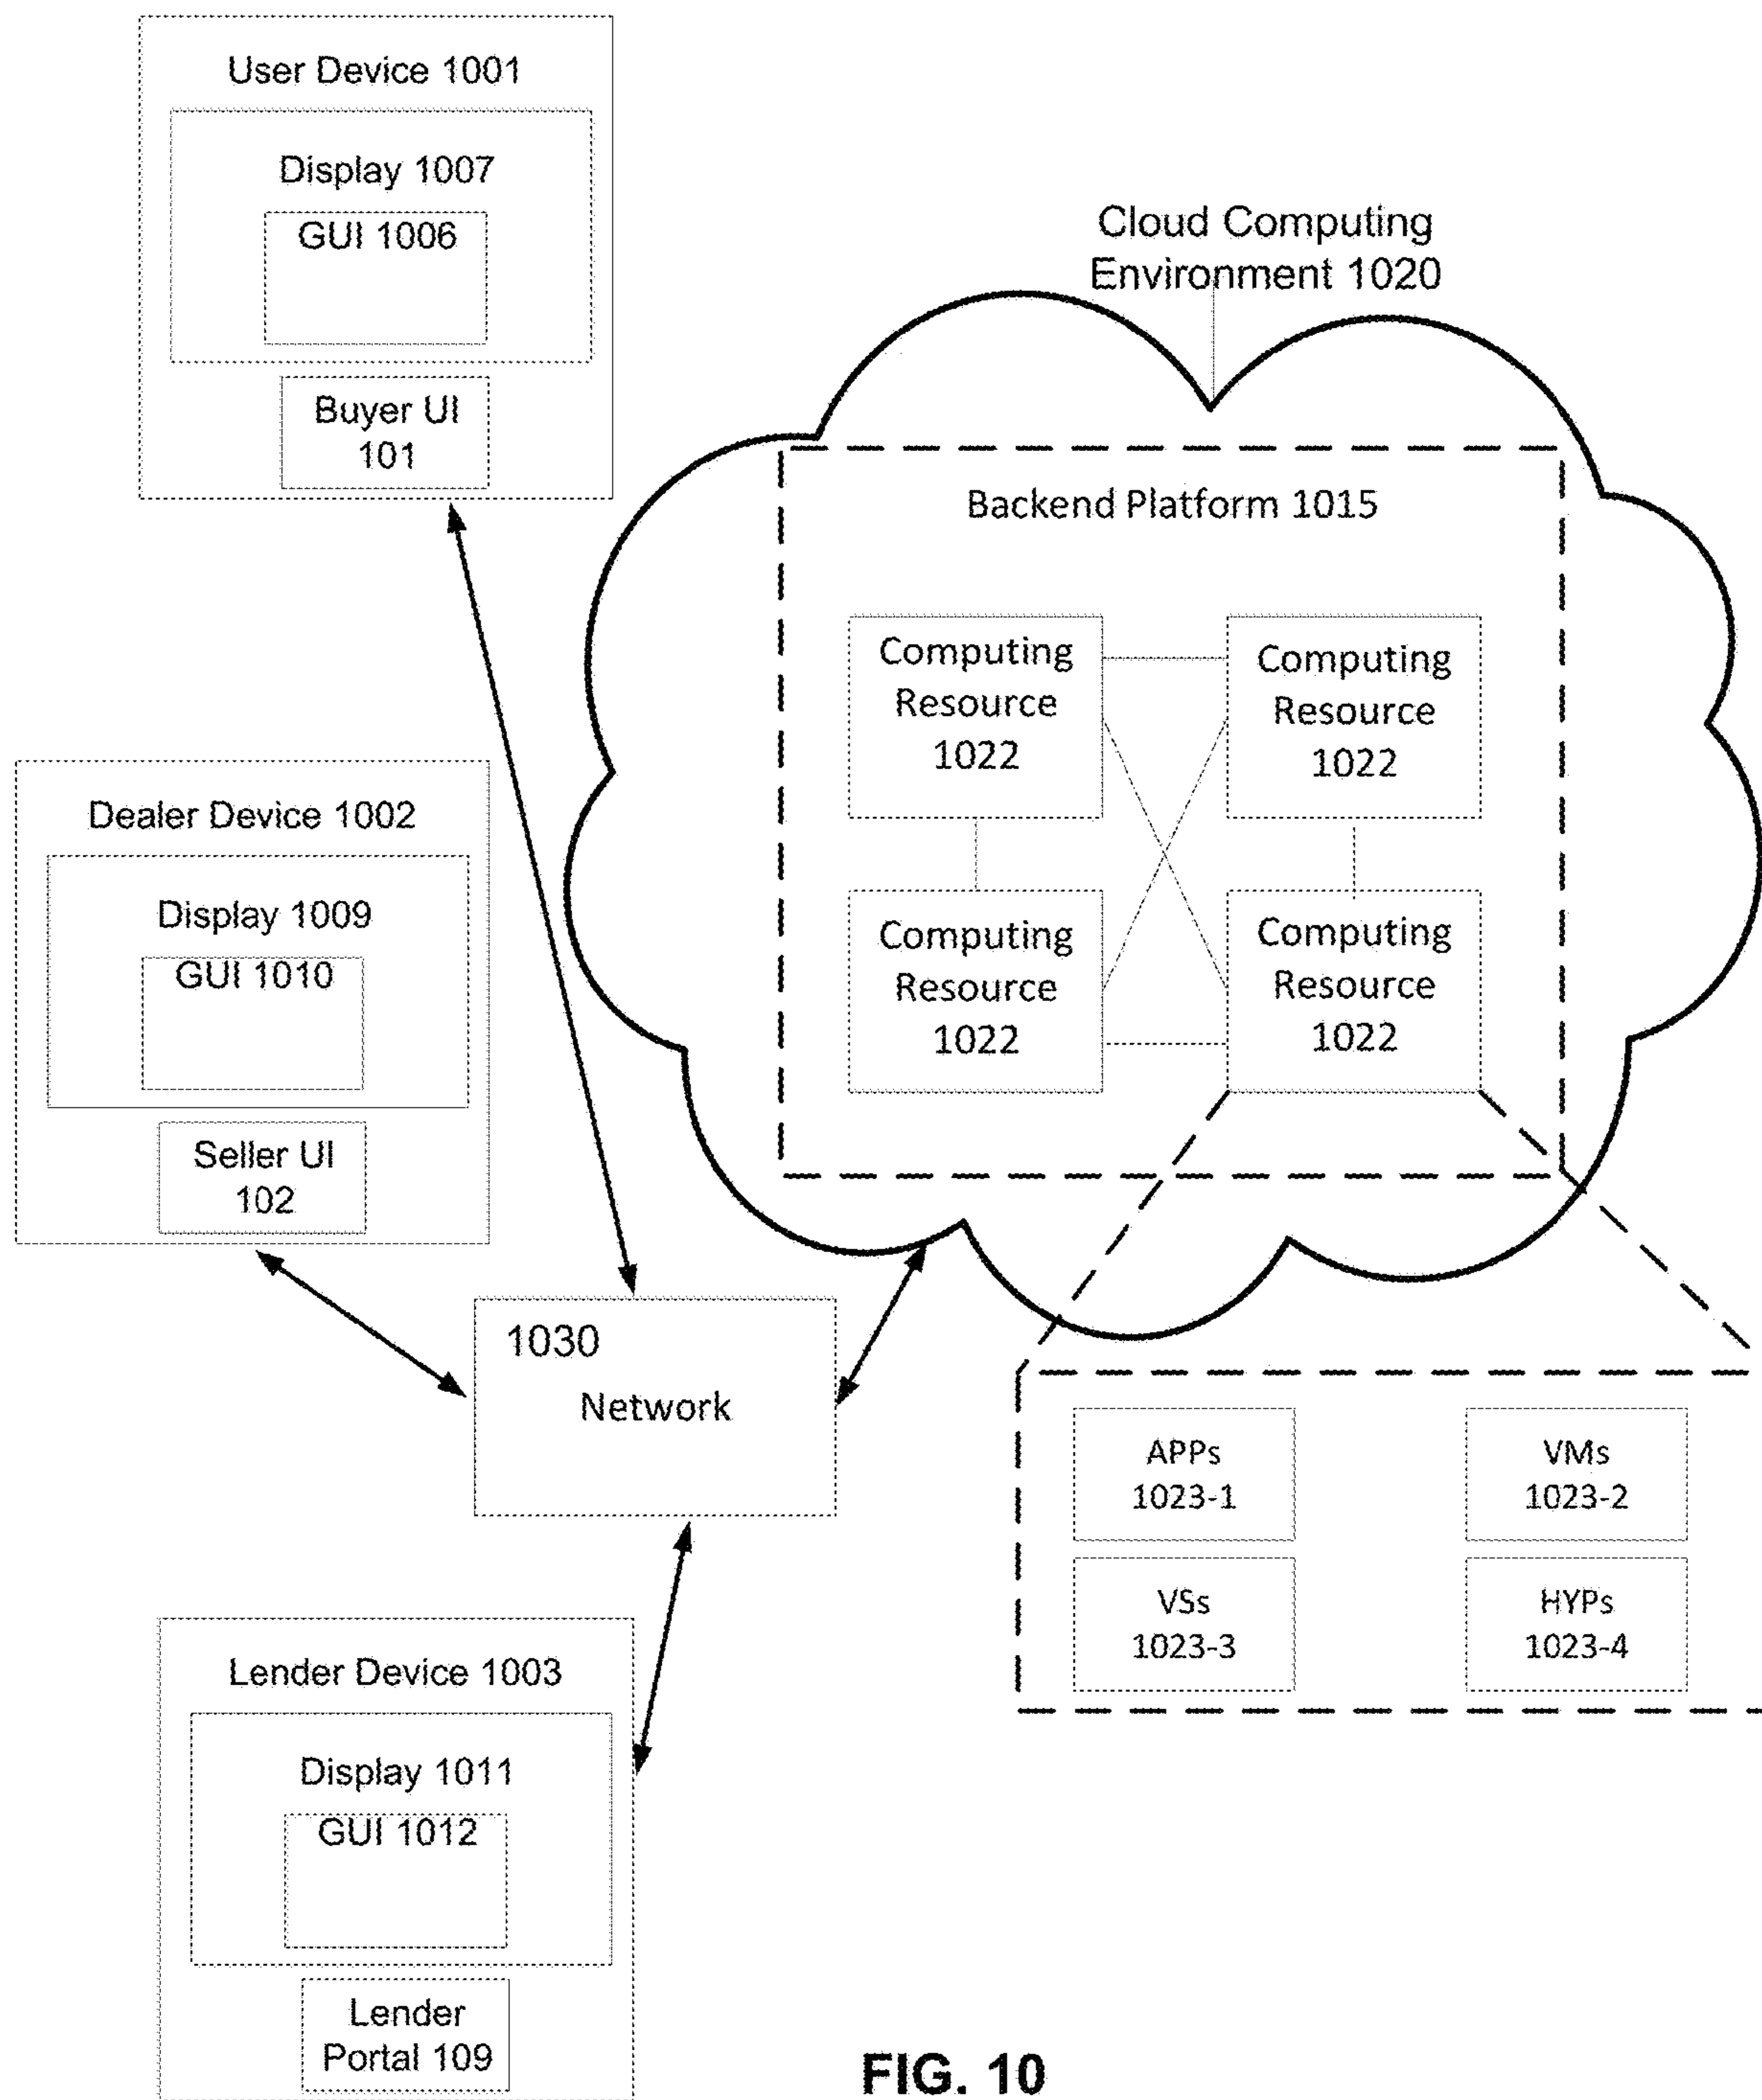 User Device 1001
Display 1007
GUI 1006
Buyer UI
101
Cloud Computing
Environment 1020
Backend Platform 1015
Computing
Resource
1022
Computing
Resource
1022
Computing
Resource
1022
Computing
Resource
1022
Dealer Device 1002
Display 1009
GUI 1010
Seller UI
102
1030
Network
APPs
1023-1
VMs
1023-2
VSs
1023-3
HYPs
1023-4
Lender Device 1003
Display 1011
GUI 1012
Lender
Portal 109
FIG. 10